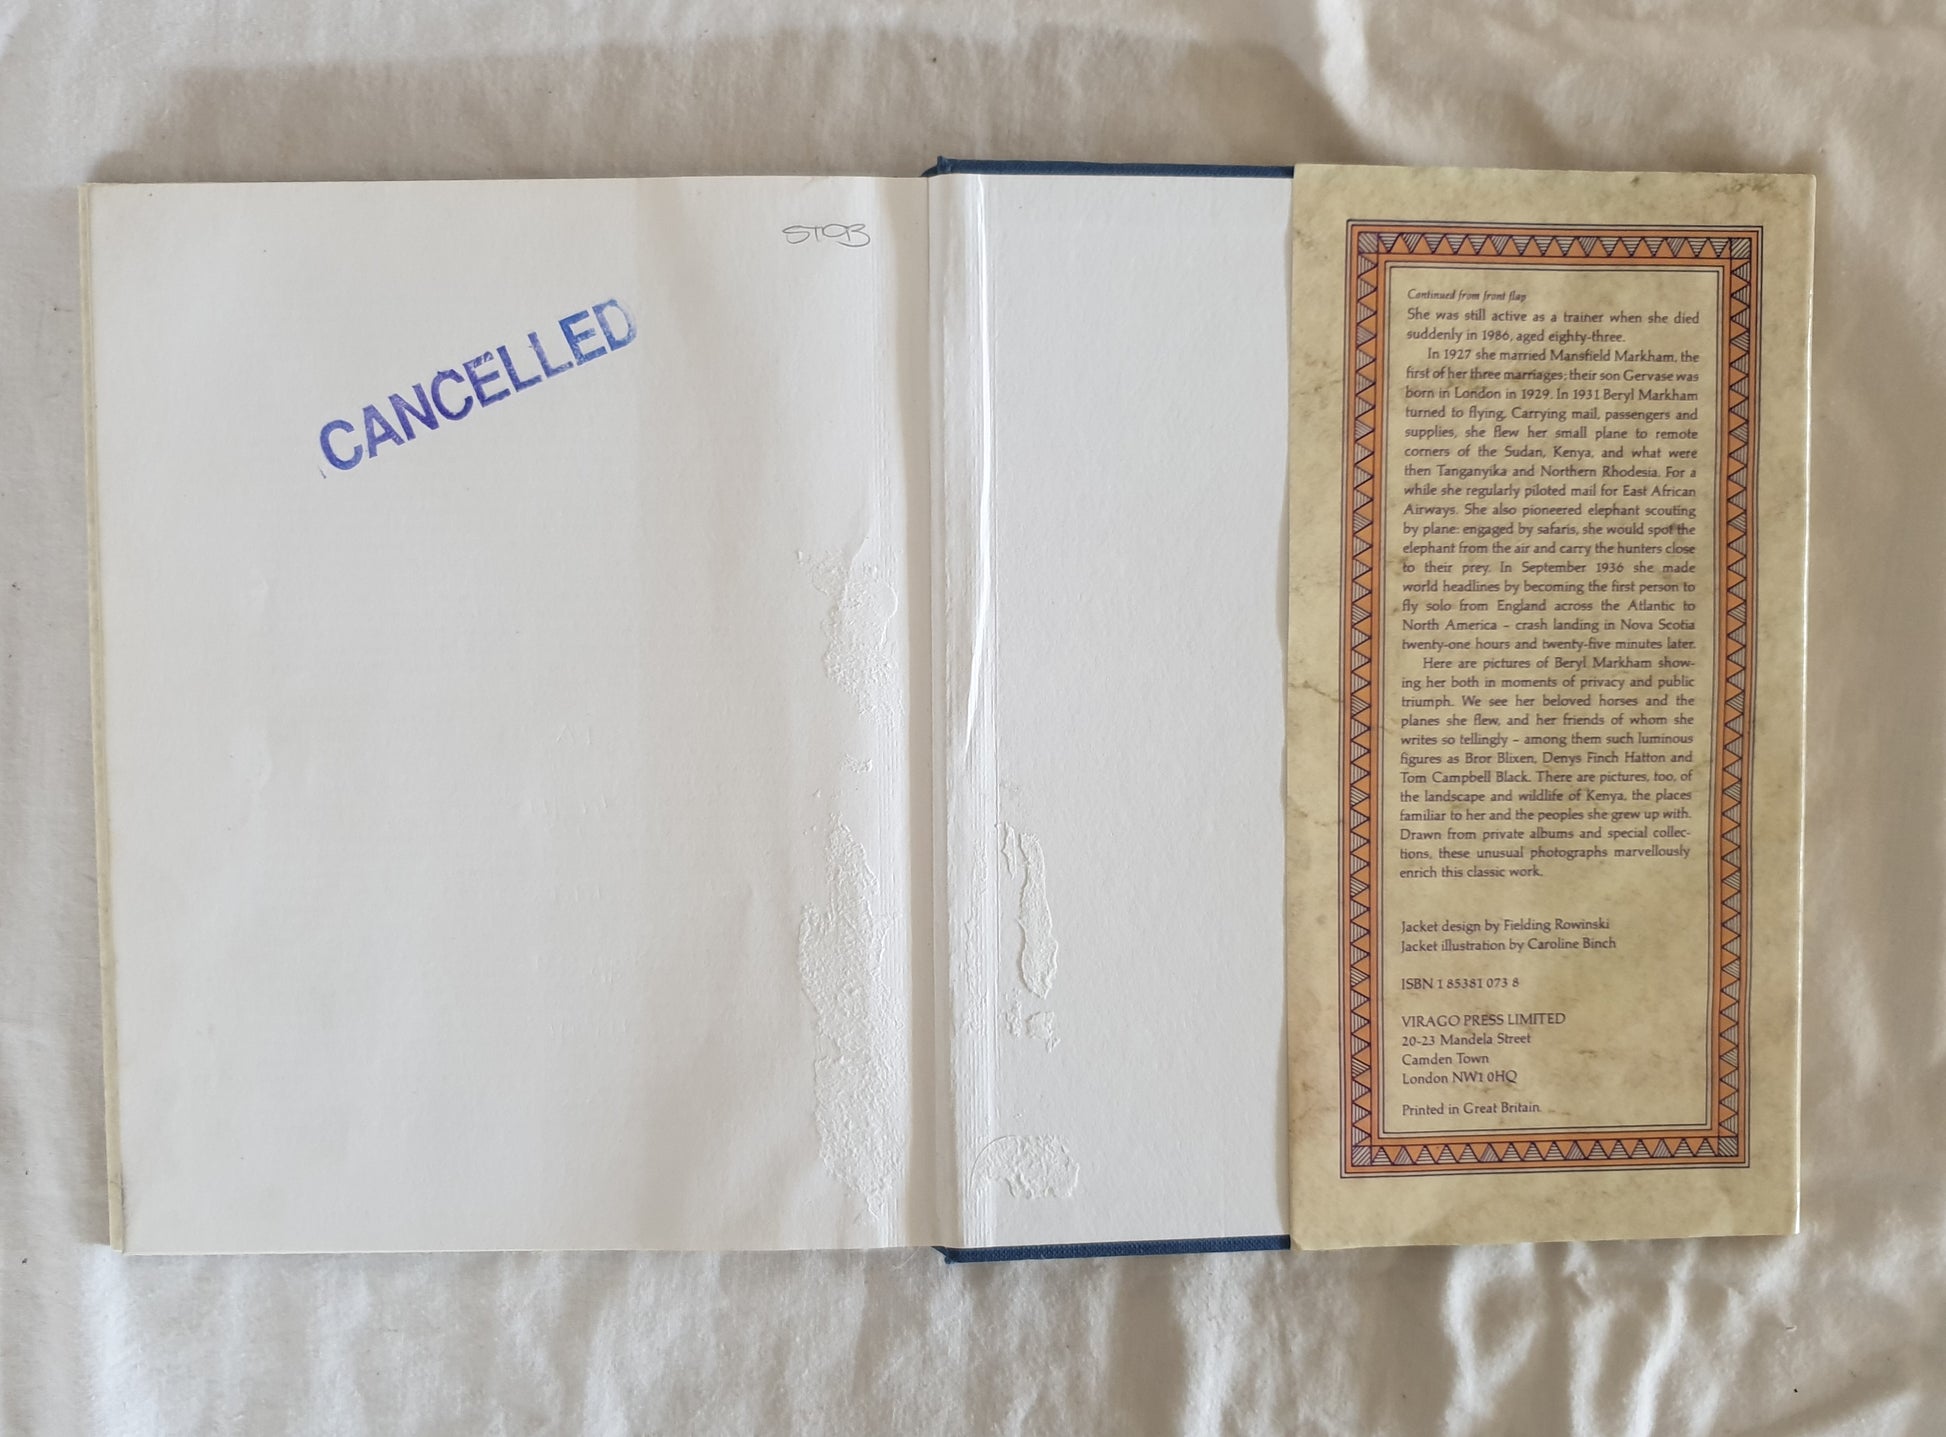 STOB
CANCELLED
Continued from front flap
She was still active as a trainer when she died
suddenly in 1986, aged eighty-three.
In 1927 she married Mansfield Markham, the
first of her three marriages; their son Gervase was
born in London in 1929. In 1931 Beryl Markham
turned to flying. Carrying mail, passengers and
supplies, she flew her small plane to remote
corners of the Sudan, Kenya, and what were
then Tanganyika and Northern Rhodesia. For a
while she regularly piloted mail for East African
Airways. She also pioneered elephant scouting
by plane: engaged by safaris, she would spot the
elephant from the air and carry the hunters close
to their prey. In September 1936 she made
world headlines by becoming the first person to
fly solo from England across the Atlantic to
North America – crash landing in Nova Scotia
twenty-one hours and twenty-five minutes later.
Here are pictures of Beryl Markham show-
ing her both in moments of privacy and public
triumph. We see her beloved horses and the
planes she flew, and her friends of whom she
writes so tellingly – among them such luminous
figures as Bror Blixen, Denys Finch Hatton and
Tom Campbell Black. There are pictures, too, of
the landscape and wildlife of Kenya, the places
familiar to her and the peoples she grew up with.
Drawn from private albums and special collec-
tions, these unusual photographs marvellously
enrich this classic work.
Jacket design by Fielding Rowinski
Jacket illustration by Caroline Binch
ISBN 1 85381 073 8
VIRAGO PRESS LIMITED
20-23 Mandela Street
Camden Town
London NW1 0HQ
Printed in Great Britain